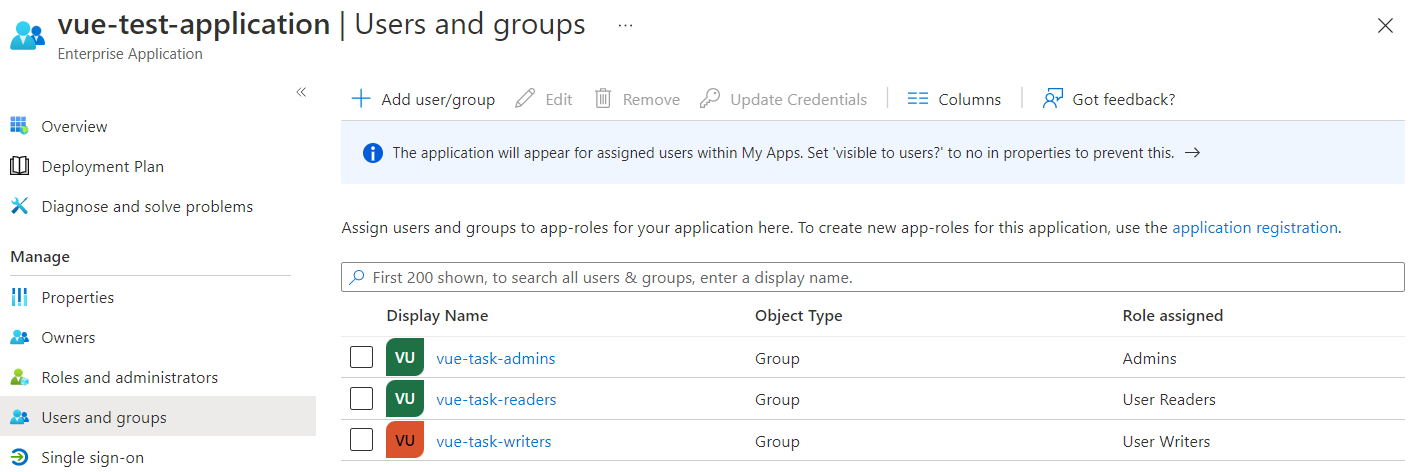 vue-test-application | Users and groups ...
Enterprise Application
Overview
Deployment Plan
Diagnose and solve problems
Manage
Properties
Owners
Roles and administrators
Users and groups
Single sign-on
Add user/group Edit Remove Update Credentials Columns Got feedback?
The application will appear for assigned users within My Apps. Set 'visible to users?' to no in properties to prevent this. →
Assign users and groups to app-roles for your application here. To create new app-roles for this application, use the application registration.
First 200 shown, to search all users & groups, enter a display name.
Display Name Object Type Role assigned
VU vue-task-admins Group Admins
VU vue-task-readers Group User Readers
VU vue-task-writers Group User Writers